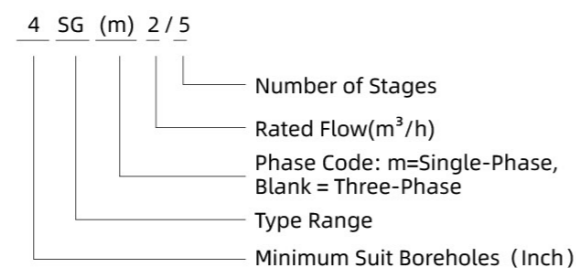 4 SG (m) 2 / 5
Number of Stages
Rated Flow(m³/h)
Phase Code: m=Single-Phase,
Blank = Three-Phase
Type Range
Minimum Suit Boreholes (Inch)